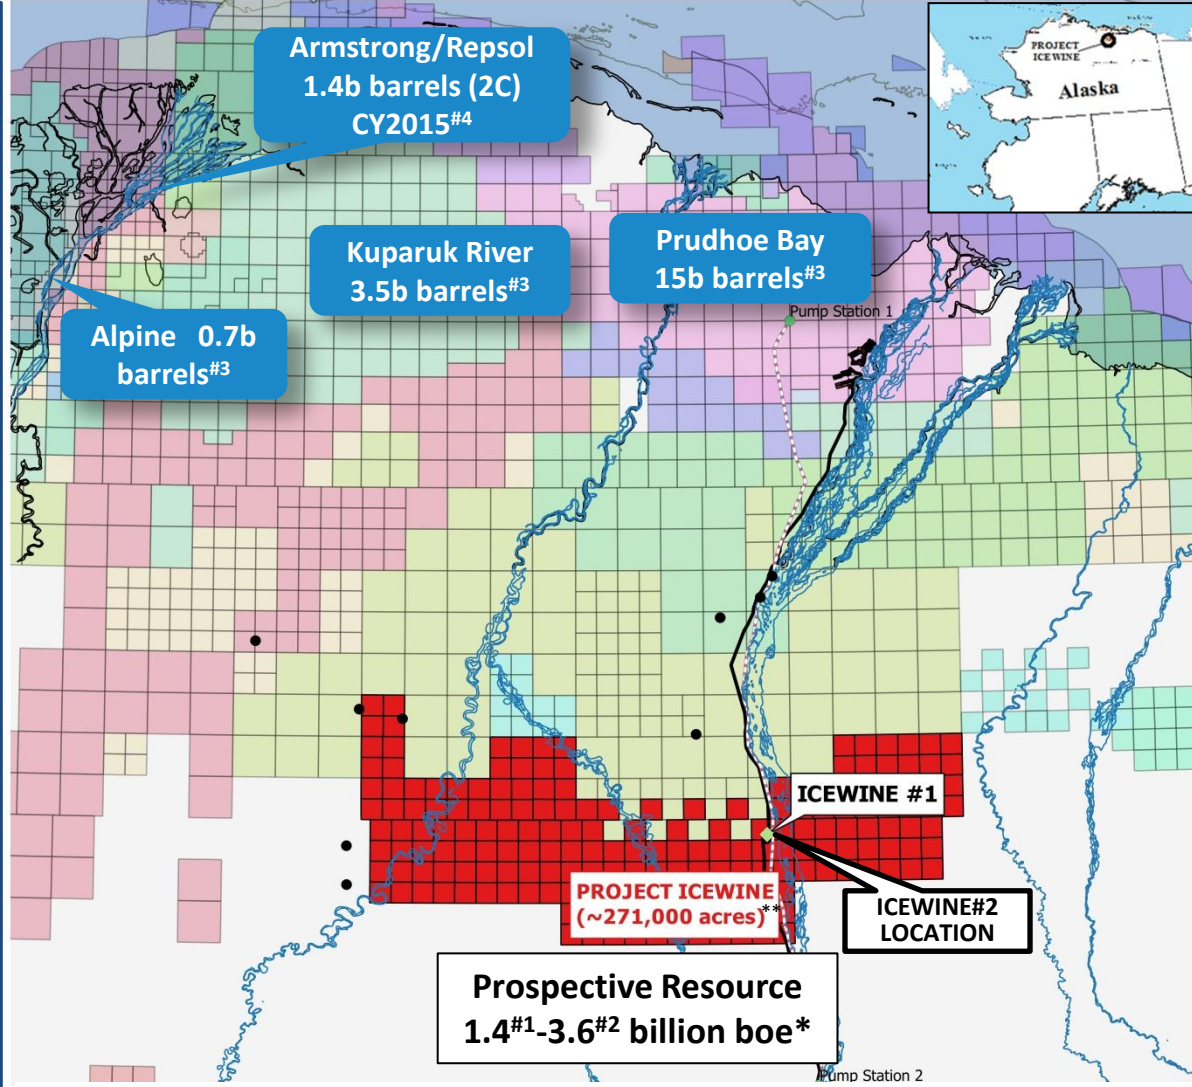 Armstrong/Repsol
1.4b barrels (2C)
CY2015#4
PROJECT
ICEWINE
Alaska
Kuparuk River
3.5b barrels#3
Prudhoe Bay
15b barrels#3
Pump Station 1
Alpine 0.7b
barrels#3
ICEWINE #1
PROJECT ICEWINE
(~271,000 acres)**
ICEWINE#2
LOCATION
Prospective Resource
1.4#1-3.6#2 billion boe*
Pump Station 2